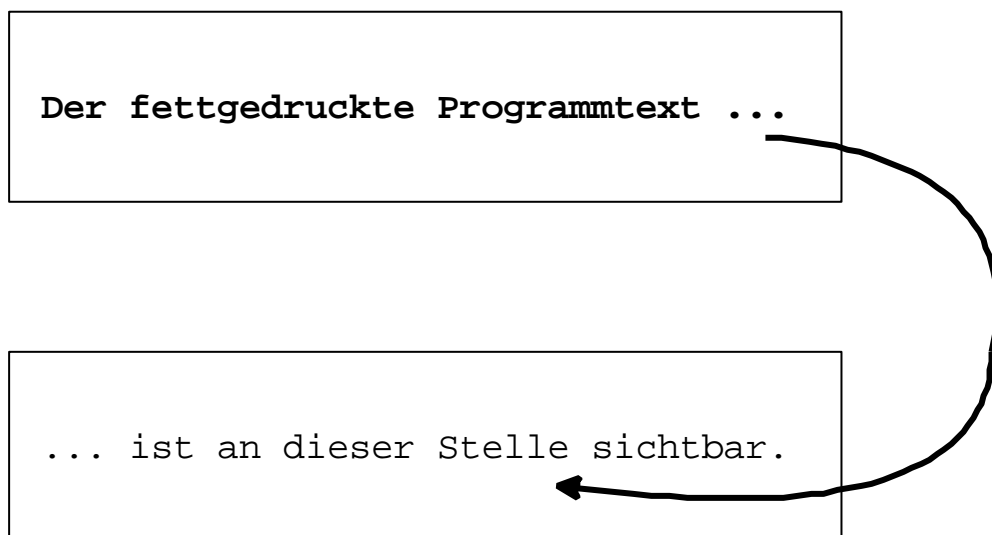 Der fettgedruckte Programmtext ...
... ist an dieser Stelle sichtbar.